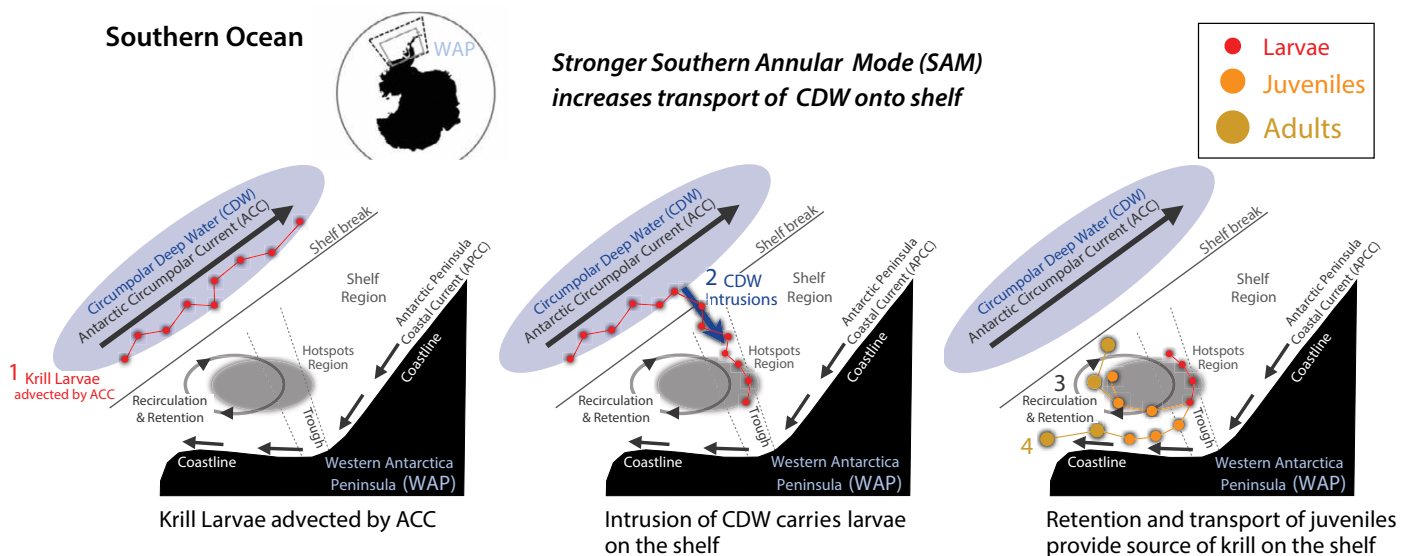 Southern Ocean
WAP
Stronger Southern Annular Mode (SAM)
increases transport of CDW onto shelf
Larvae
Juveniles
Adults
Circumpolar Deep Water (CDW)
Antarctic Circumpolar Current (ACC)
Shelf break
Shelf
Region
Antarctic Peninsula
Coastal Current (APCC)
Coastline
Hotspots
Region
1 Krill Larvae
advected by ACC
Recirculation
& Retention
Trough
Coastline
Western Antarctica
Peninsula (WAP)
Krill Larvae advected by ACC
Circumpolar Deep Water (CDW)
Antarctic Circumpolar Current (ACC)
Shelf break
2 CDW
Intrusions
Shelf
Region
Antarctic Peninsula
Coastal Current (APCC)
Coastline
Hotspots
Region
Recirculation
& Retention
Trough
Coastline
Western Antarctica
Peninsula (WAP)
Intrusion of CDW carries larvae
on the shelf
Circumpolar Deep Water (CDW)
Antarctic Circumpolar Current (ACC)
Shelf break
Shelf
Region
Antarctic Peninsula
Coastal Current (APCC)
Coastline
Hotspots
Region
3
Recirculation
& Retention
4
Trough
Coastline
Western Antarctica
Peninsula (WAP)
Retention and transport of juveniles
provide source of krill on the shelf